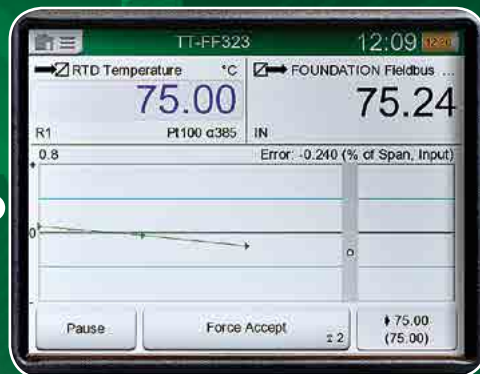 TT-FF323 12:09
RTD Temperature °C
75.00
R1 Pt100 α385
FOUNDATION Fieldbus ...
75.24
IN
0.8 Error: -0.240 (% of Span, Input)
0
Pause
Force Accept
Σ 2
75.00
(75.00)